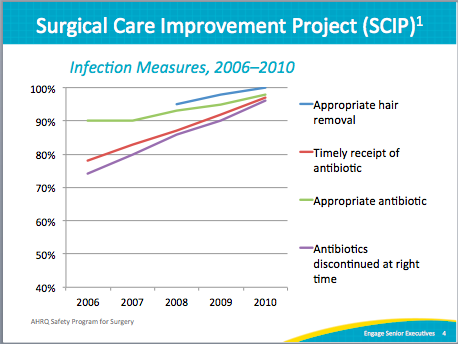 Surgical Care Improvement Project (SCIP)1
Infection Measures, 2006–2010
100%
90%
80%
70%
60%
50%
40%
2006 2007 2008 2009 2010
Appropriate hair
removal
Timely receipt of
antibiotic
Appropriate antibiotic
Antibiotics
discontinued at right
time
AHRQ Safety Program for Surgery
Engage Senior Executives 4